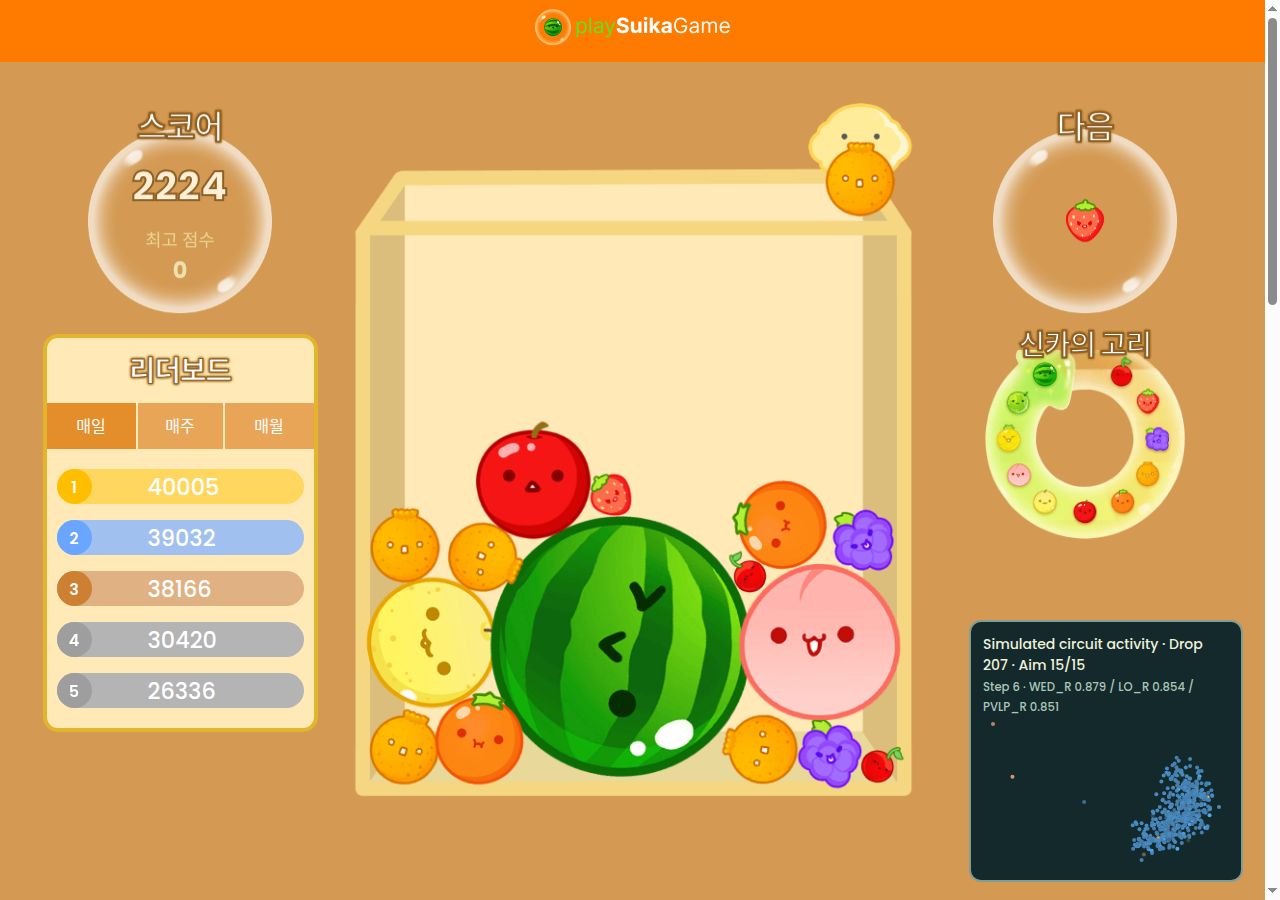 playSuikaGame
스코어
2224
최고 점수
0
리더보드
매일 매주 매월
1 40005
2 39032
3 38166
4 30420
5 26336
다음
신카의 고리
Simulated circuit activity · Drop
207 · Aim 15/15
Step 6 · WED_R 0.879 / LO_R 0.854 /
PVLP_R 0.851